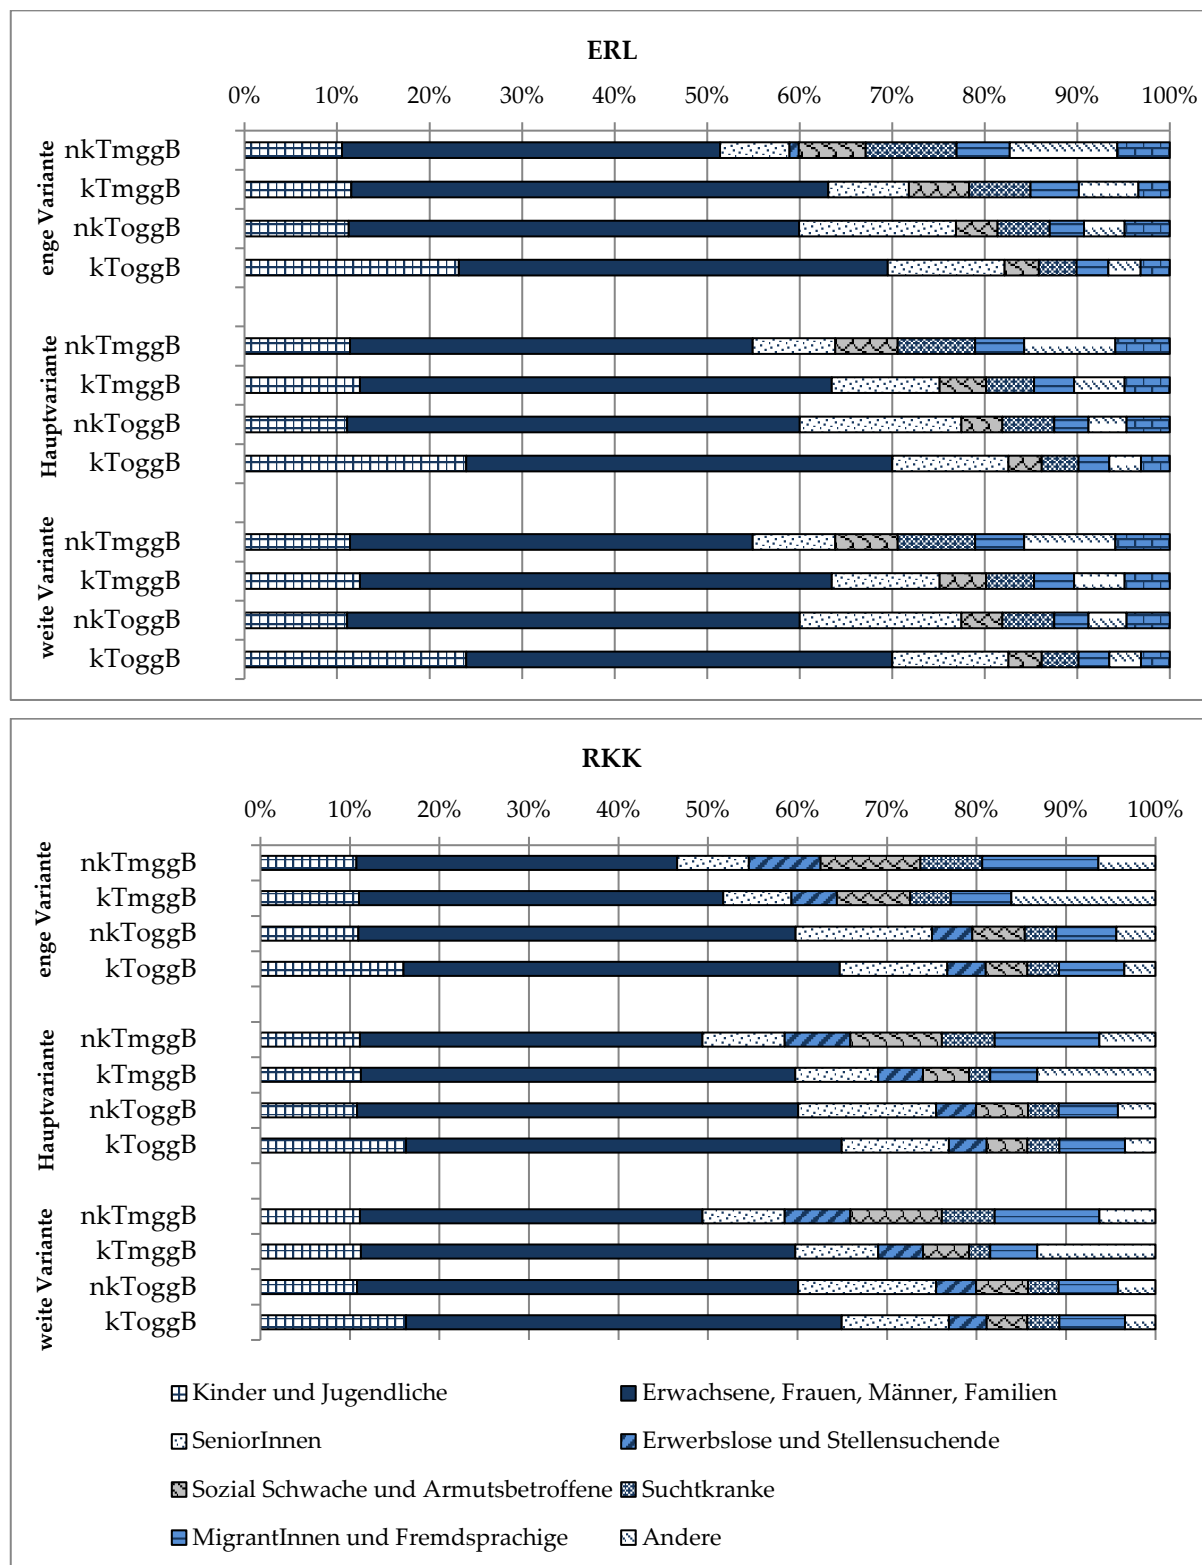 ERL
0% 10% 20% 30% 40% 50% 60% 70% 80% 90% 100%
enge Variante
nkTmggB
kTmggB
nkToggB
kToggB
Hauptvariante
nkTmggB
kTmggB
nkToggB
kToggB
weite Variante
nkTmggB
kTmggB
nkToggB
kToggB
RKK
0% 10% 20% 30% 40% 50% 60% 70% 80% 90% 100%
enge Variante
nkTmggB
kTmggB
nkToggB
kToggB
Hauptvariante
nkTmggB
kTmggB
nkToggB
kToggB
weite Variante
nkTmggB
kTmggB
nkToggB
kToggB
Kinder und Jugendliche Erwachsene, Frauen, Männer, Familien
SeniorInnen Erwerbslose und Stellensuchende
Sozial Schwache und Armutsbetroffene Suchtkranke
MigrantInnen und Fremdsprachige Andere